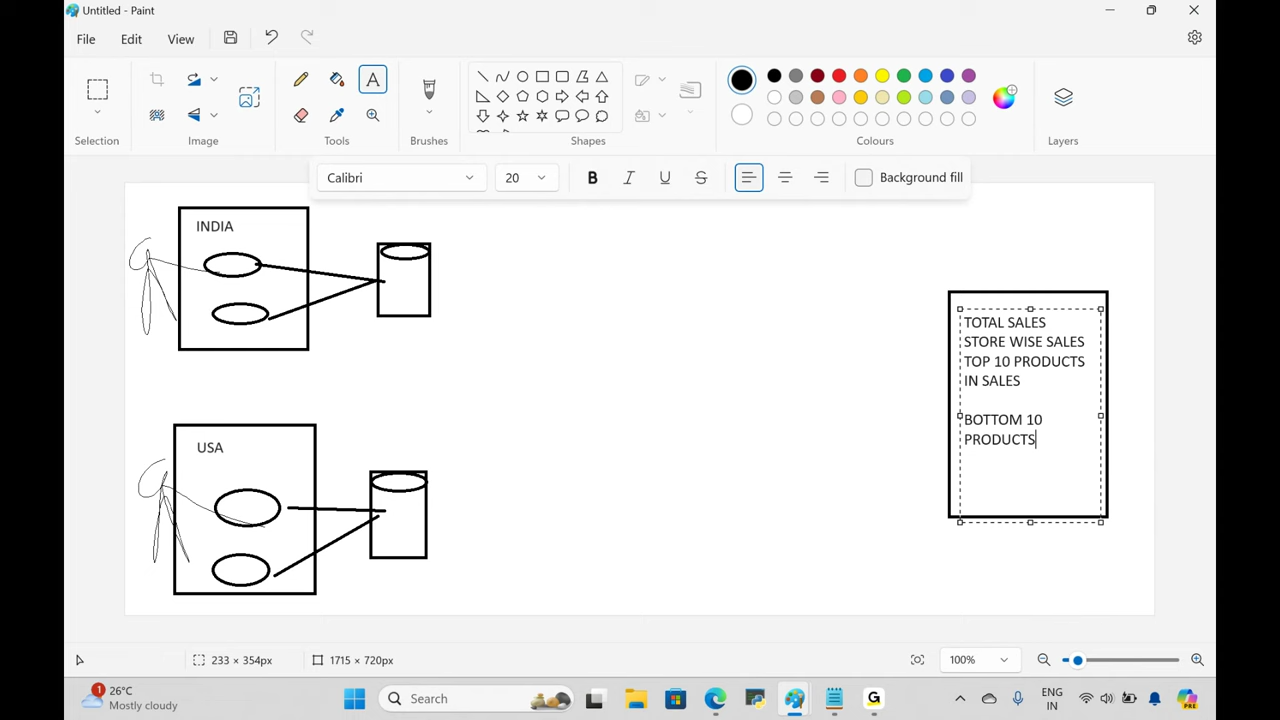 Untitled - Paint
File Edit View
Selection Image Tools Brushes Shapes Colours Layers
Calibri 20 B I U S Background fill
INDIA
USA
TOTAL SALES
STORE WISE SALES
TOP 10 PRODUCTS
IN SALES
BOTTOM 10
PRODUCTS
233 × 354px 1715 × 720px 100%
1 26°C
Mostly cloudy
Search
G
PRE
ENG
IN